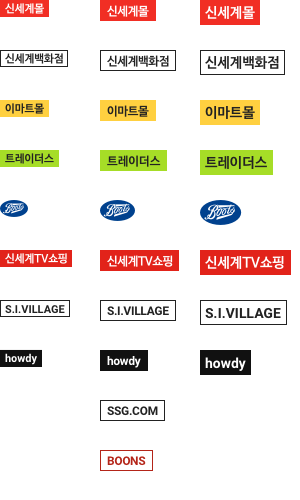 신세계몰 신세계몰 신세계몰
신세계백화점 신세계백화점 신세계백화점
이마트몰 이마트몰 이마트몰
트레이더스 트레이더스 트레이더스
Boots Boots Boots
신세계TV쇼핑 신세계TV쇼핑 신세계TV쇼핑
S.I.VILLAGE S.I.VILLAGE S.I.VILLAGE
howdy howdy howdy
SSG.COM
BOONS